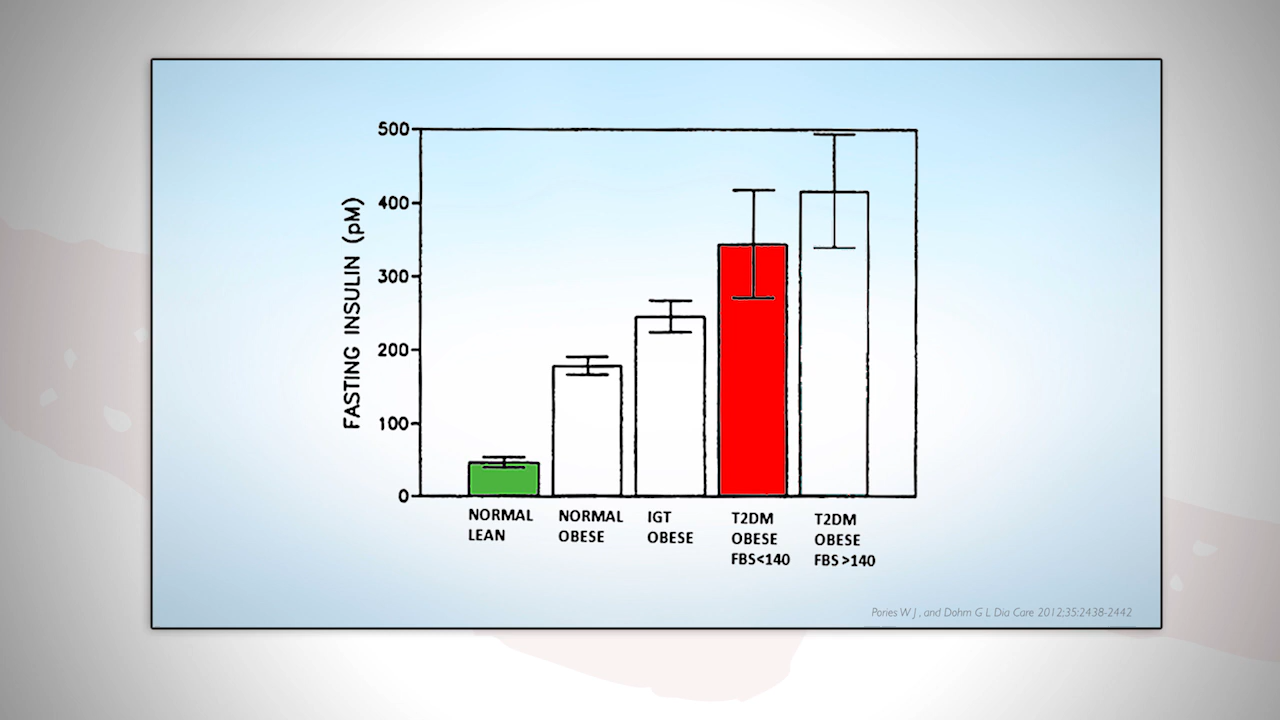 500
400
300
200
100
0
FASTING INSULIN (pM)
NORMAL
LEAN
NORMAL
OBESE
IGT
OBESE
T2DM
OBESE
FBS<140
T2DM
OBESE
FBS >140
Pories W J , and Dohm G L Dia Care 2012;35:2438-2442